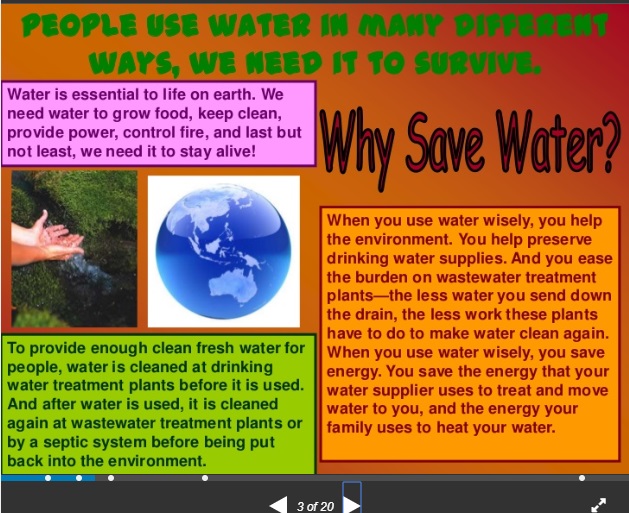 PEOPLE USE WATER IN MANY DIFFERENT
WAYS, WE NEED IT TO SURVIVE.
Water is essential to life on earth. We
need water to grow food, keep clean,
provide power, control fire, and last but
not least, we need it to stay alive!
Why Save Water?
When you use water wisely, you help
the environment. You help preserve
drinking water supplies. And you ease
the burden on wastewater treatment
plants—the less water you send down
the drain, the less work these plants
have to do to make water clean again.
When you use water wisely, you save
energy. You save the energy that your
water supplier uses to treat and move
water to you, and the energy your
family uses to heat your water.
To provide enough clean fresh water for
people, water is cleaned at drinking
water treatment plants before it is used.
And after water is used, it is cleaned
again at wastewater treatment plants or
by a septic system before being put
back into the environment.
3 of 20